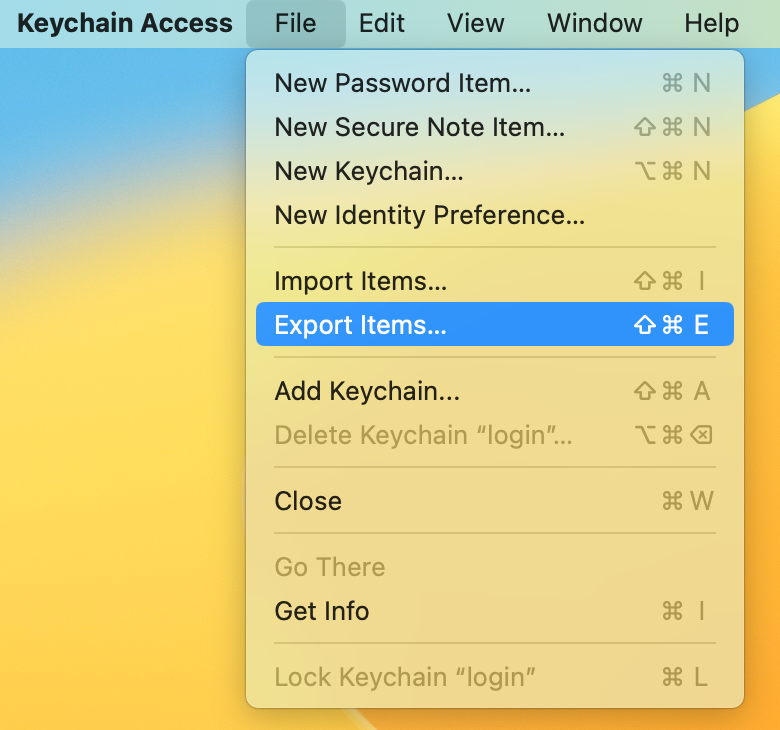 Keychain Access File Edit View Window Help
New Password Item... ⌘ N
New Secure Note Item... ⇧ ⌘ N
New Keychain... ⌥ ⌘ N
New Identity Preference...
Import Items... ⇧ ⌘ I
Export Items... ⇧ ⌘ E
Add Keychain... ⇧ ⌘ A
Delete Keychain “login”... ⌥ ⌘ ⌫
Close ⌘ W
Go There
Get Info ⌘ I
Lock Keychain “login” ⌘ L